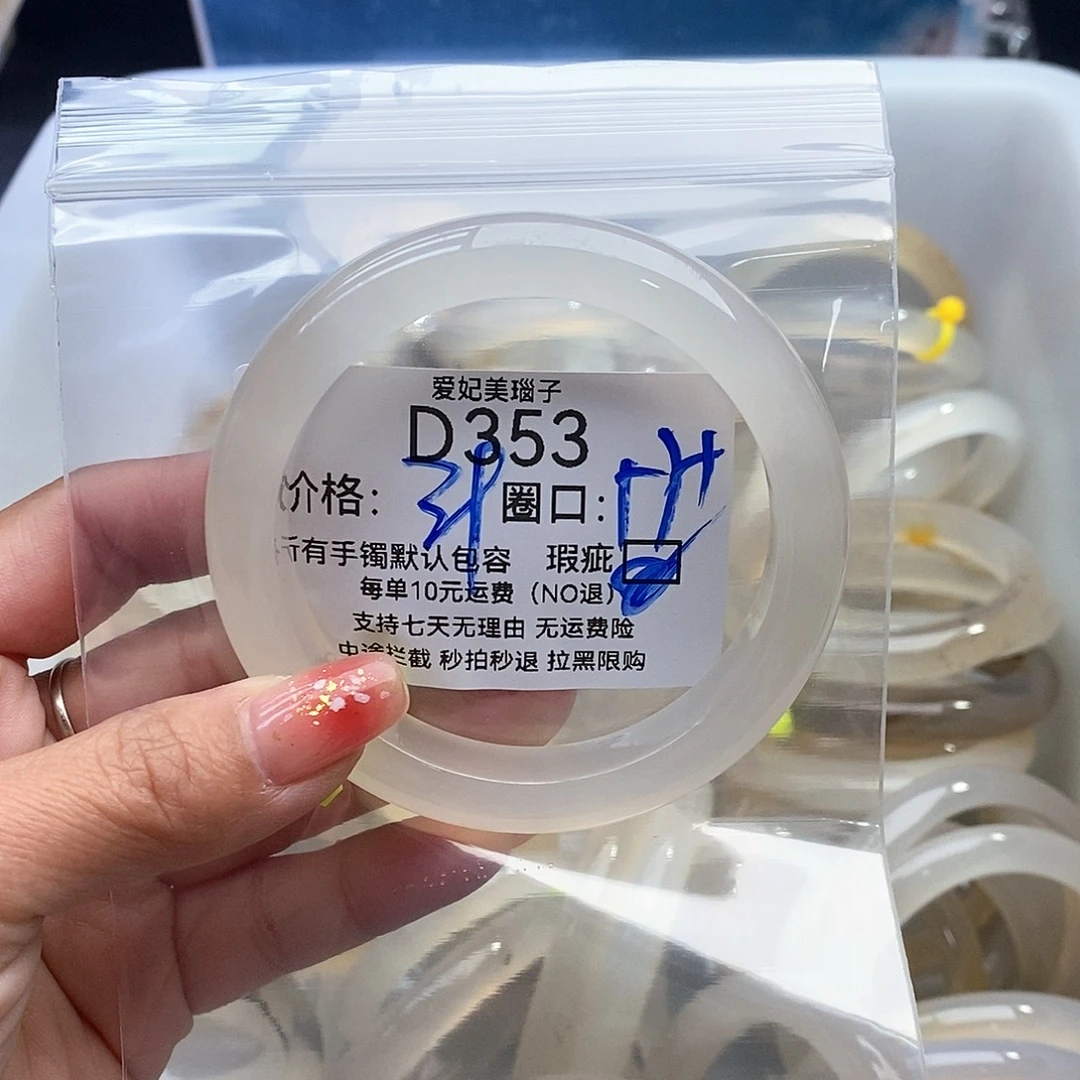 爱妃美瑙子
D353
价格: 圈口:
所有手镯默认包容 瑕疵
每单10元运费（NO退）
支持七天无理由 无运费险
中途拦截 秒拍秒退 拉黑限购